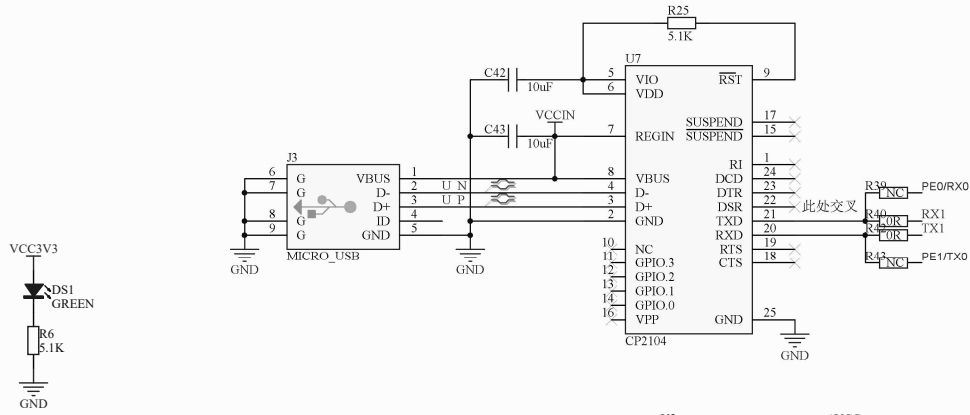 R25
5.1K
U7
C42
10uF
5
VIO
RST
9
6
VDD
VCCIN
SUSPEND
17
C43
10uF
7
REGIN
SUSPEND
15
J3
RI
1
6
G
VBUS
1
8
VBUS
DCD
24
7
G
D-
2
U N
4
D-
DTR
23
R39
NC
PE0/RX0
D+
3
U P
3
D+
DSR
22
此处交叉
8
G
ID
4
2
GND
TXD
21
R40
0R
RX1
9
G
GND
5
RXD
20
R42
0R
TX1
MICRO_USB
10
NC
RTS
19
GND
GND
11
GPIO.3
CTS
18
R43
NC
PE1/TX0
12
GPIO.2
13
GPIO.1
14
GPIO.0
16
VPP
GND
25
CP2104
GND
VCC3V3
DS1
GREEN
R6
5.1K
GND